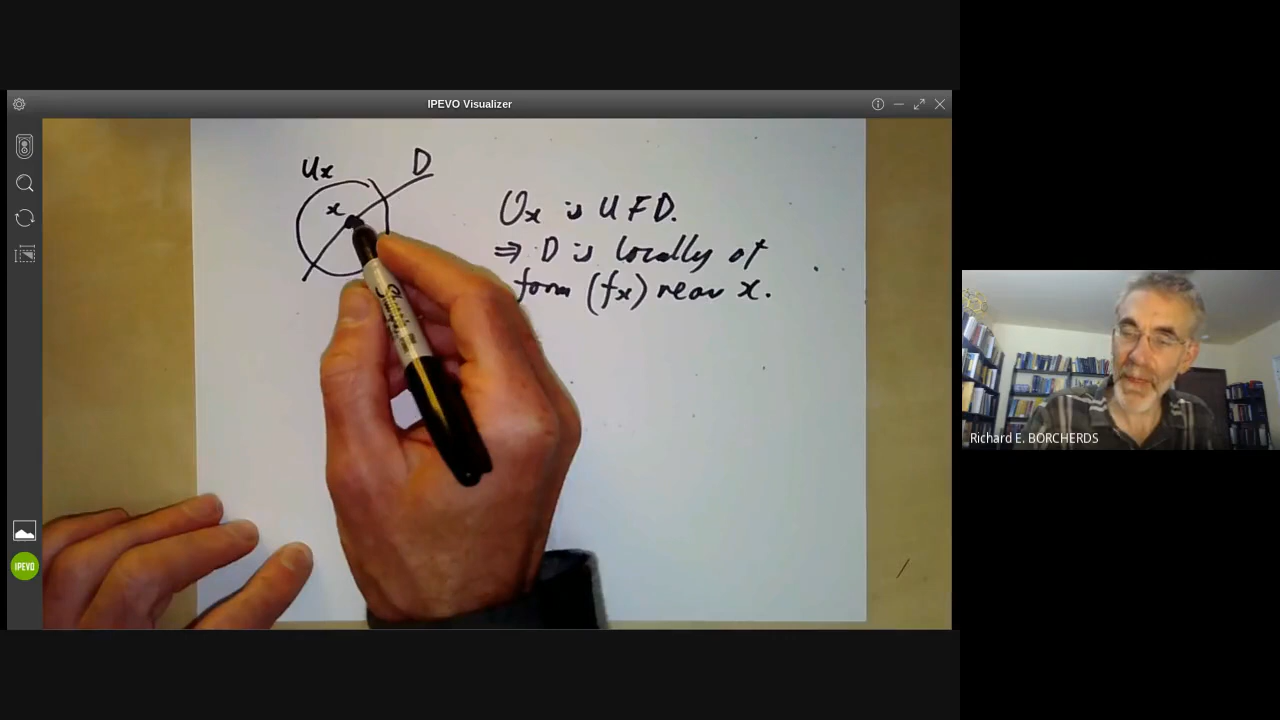 IPEVO Visualizer
Ux D
x
Ox is UFD.
⇒ D is locally of
form (fx) near x.
Richard E. BORCHERDS
IPEVO